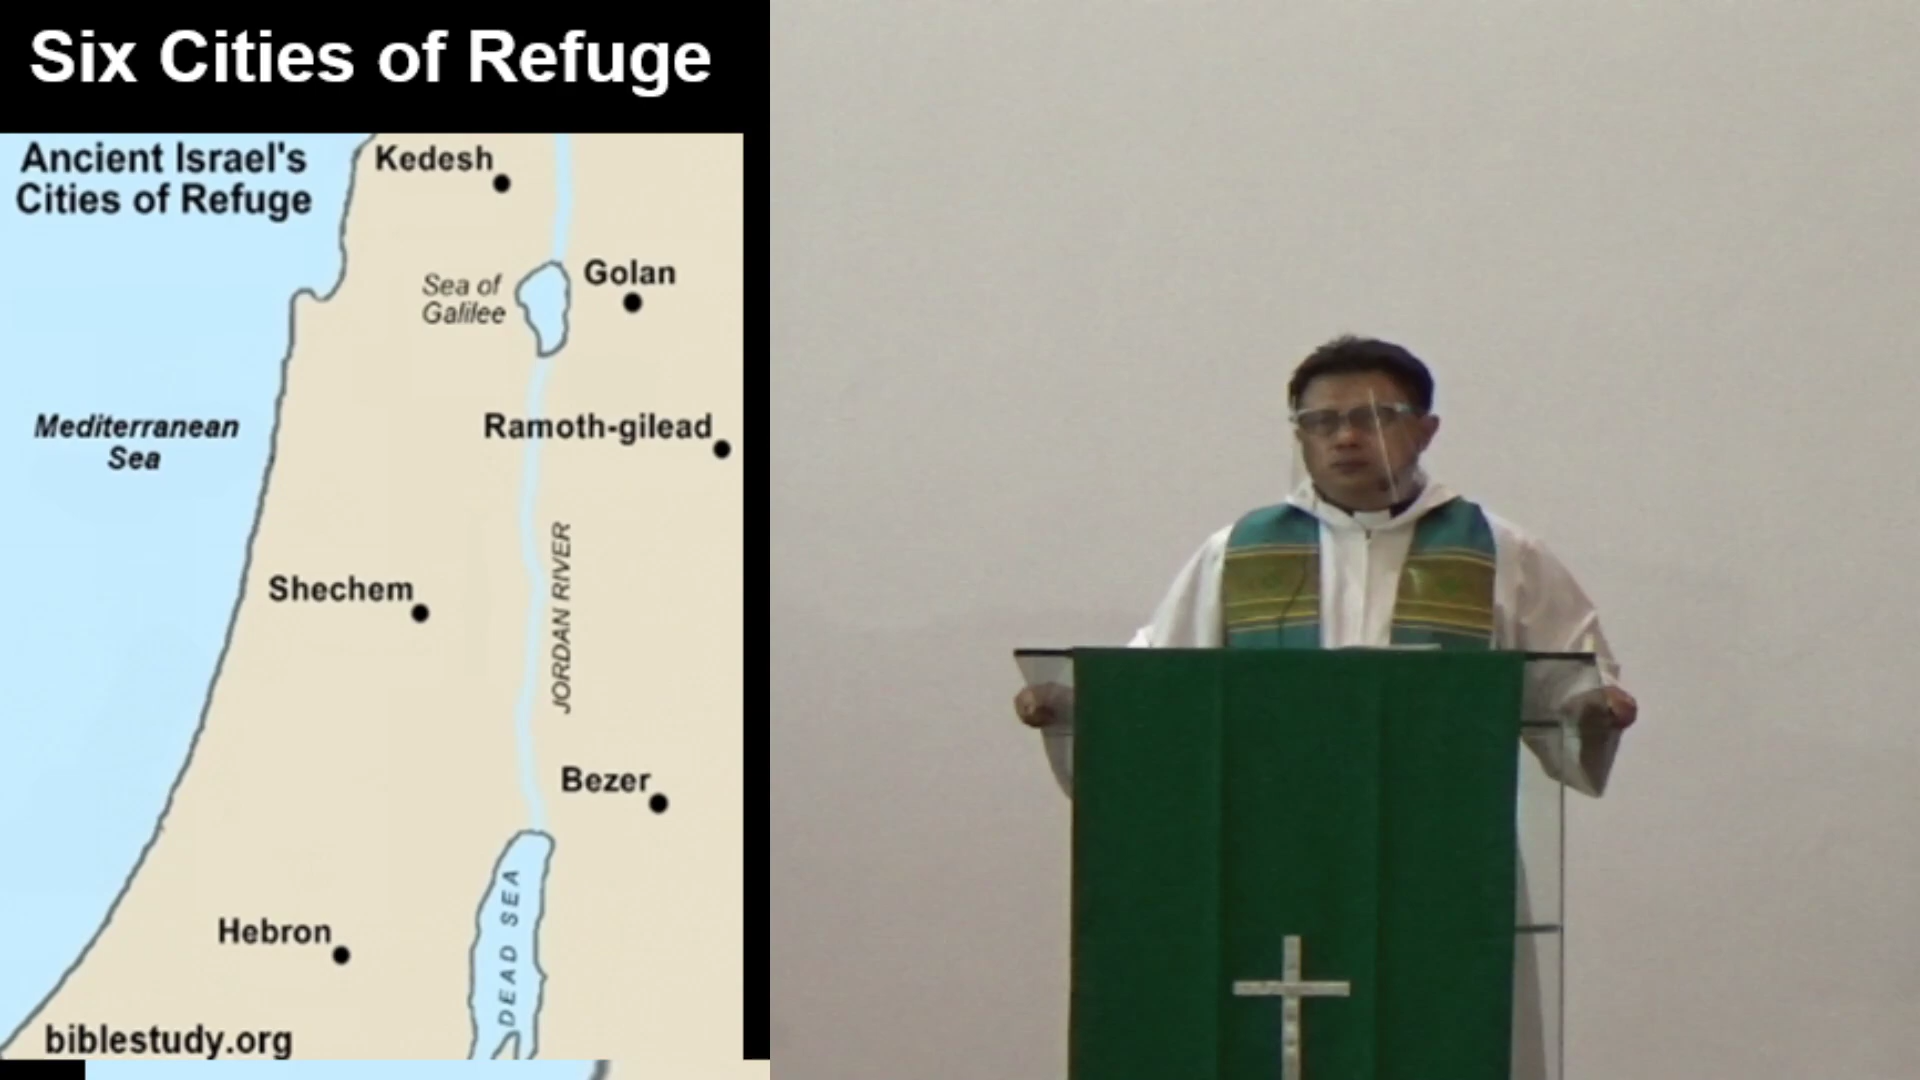 Six Cities of Refuge
Ancient Israel's
Cities of Refuge
Kedesh
Sea of
Galilee
Golan
Mediterranean
Sea
Ramoth-gilead
Shechem
JORDAN RIVER
Bezer
Hebron
DEAD SEA
biblestudy.org